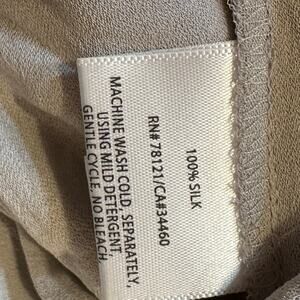 100% SILK
RN# 78121/CA#34460
MACHINE WASH COLD, SEPARATELY,
USING MILD DETERGENT.
GENTLE CYCLE, NO BLEACH